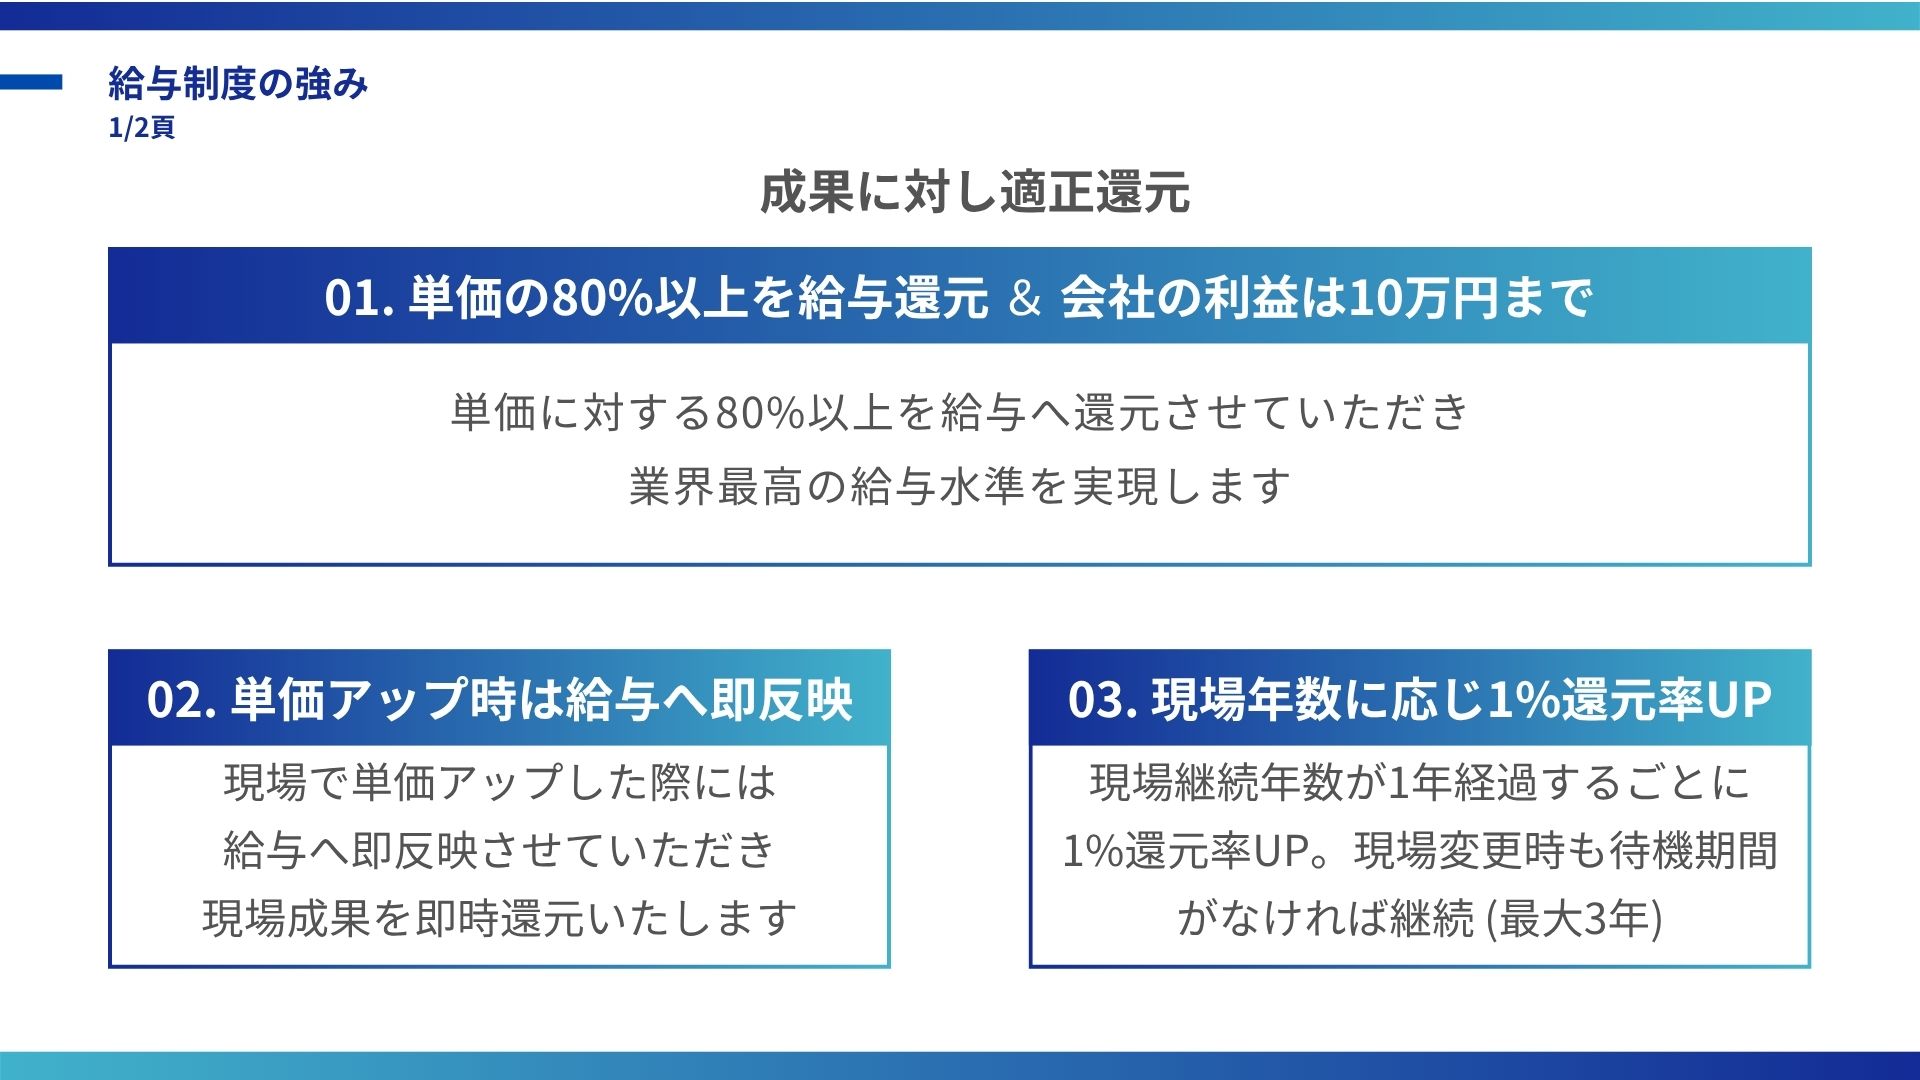 給与制度の強み
1/2頁
成果に対し適正還元
01. 単価の80%以上を給与還元 & 会社の利益は10万円まで
単価に対する80%以上を給与へ還元させていただき
業界最高の給与水準を実現します
02. 単価アップ時は給与へ即反映
現場で単価アップした際には
給与へ即反映させていただき
現場成果を即時還元いたします
03. 現場年数に応じ1%還元率UP
現場継続年数が1年経過するごとに
1%還元率UP。現場変更時も待機期間
がなければ継続 (最大3年)